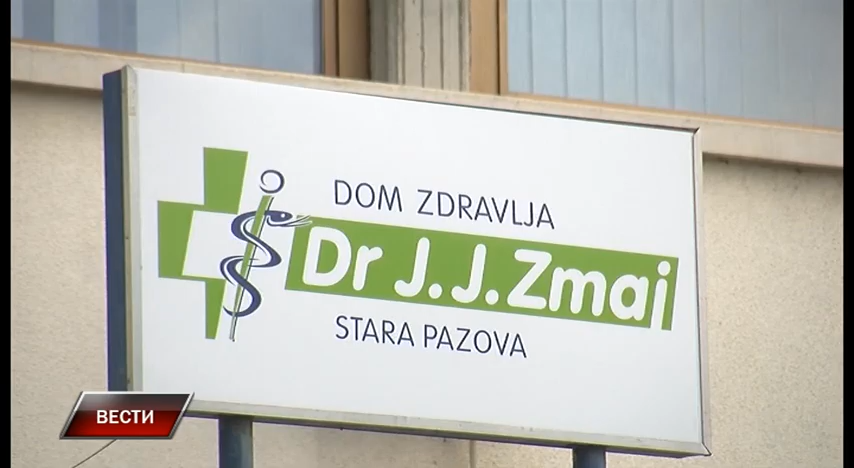 DOM ZDRAVLJA
Dr J. J. Zmaj
STARA PAZOVA
ВЕСТИ